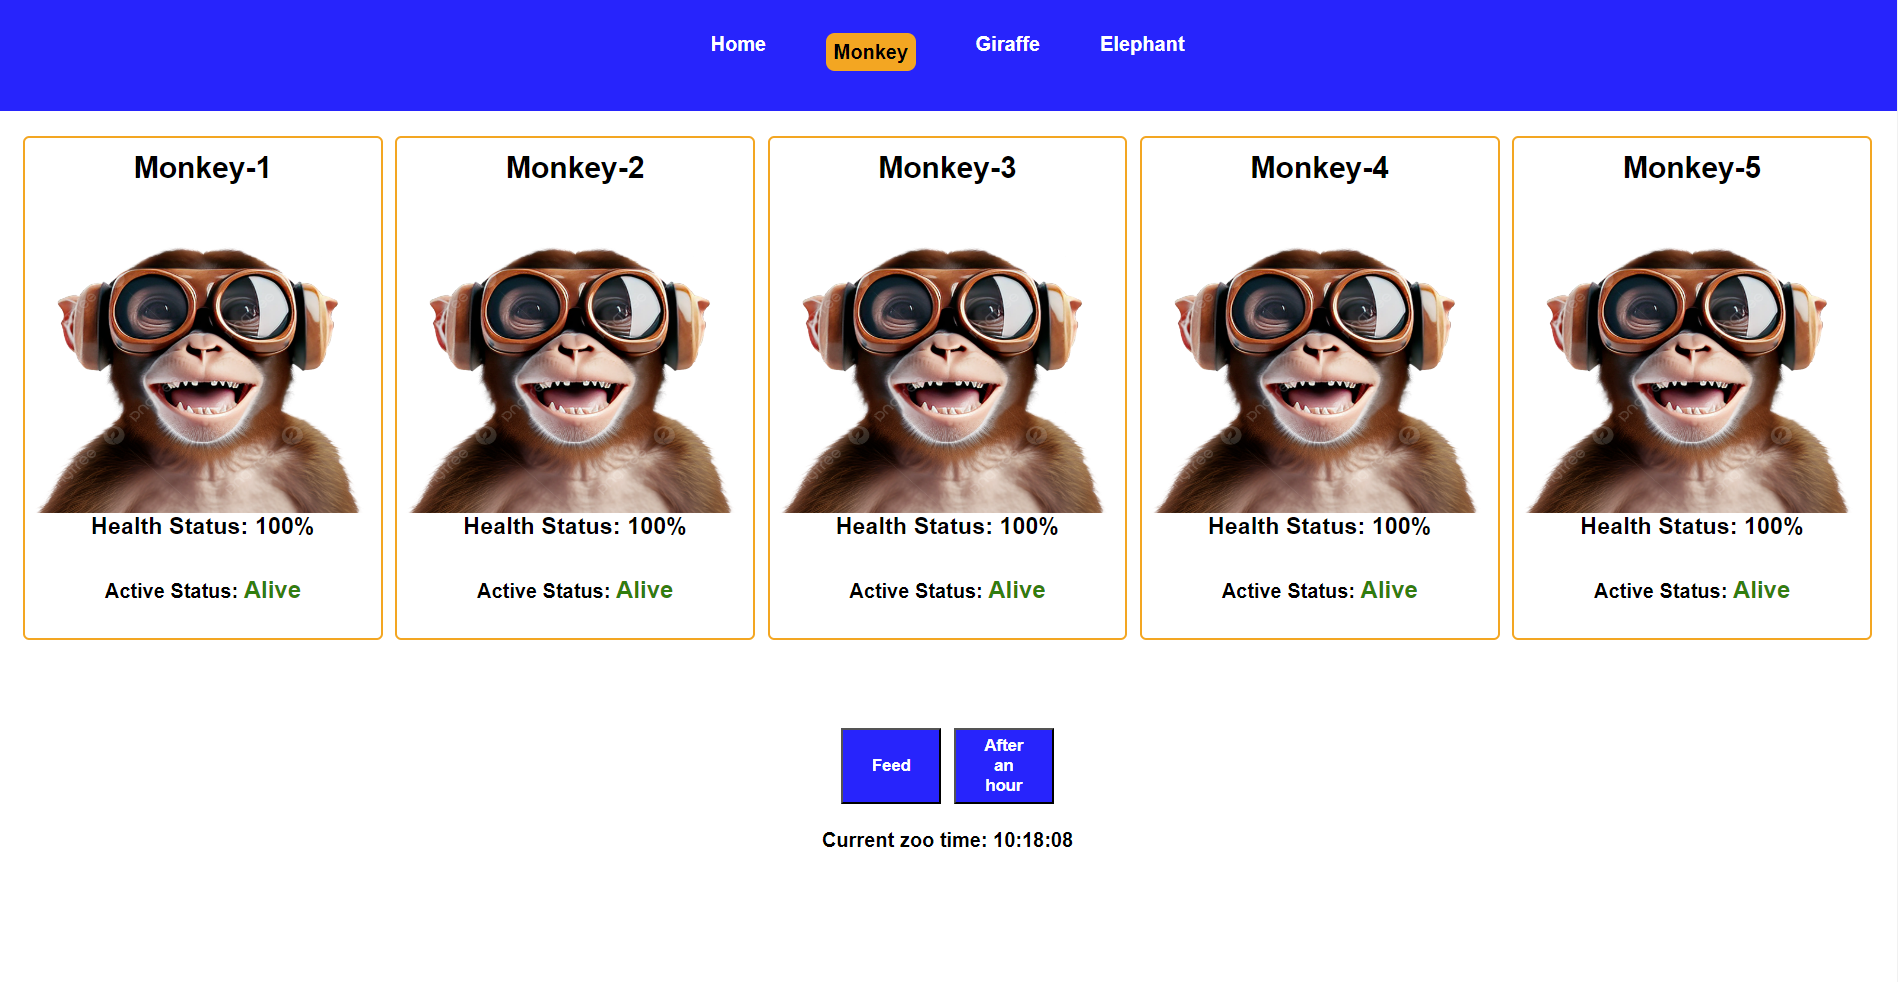 Home
Monkey
Giraffe
Elephant
Monkey-1
Monkey-2
Monkey-3
Monkey-4
Monkey-5
Health Status: 100%
Health Status: 100%
Health Status: 100%
Health Status: 100%
Health Status: 100%
Active Status: Alive
Active Status: Alive
Active Status: Alive
Active Status: Alive
Active Status: Alive
Feed
After
an
hour
Current zoo time: 10:18:08